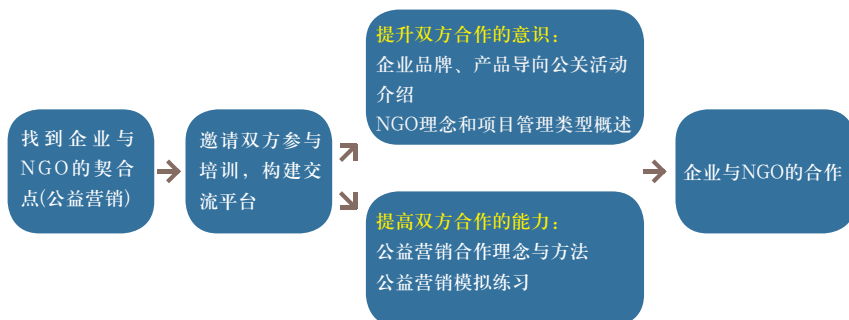 找到企业与
NGO的契合
点(公益营销)
邀请双方参与
培训，构建交
流平台
提升双方合作的意识：
企业品牌、产品导向公关活动
介绍
NGO理念和项目管理类型概述
提高双方合作的能力：
公益营销合作理念与方法
公益营销模拟练习
企业与NGO的合作